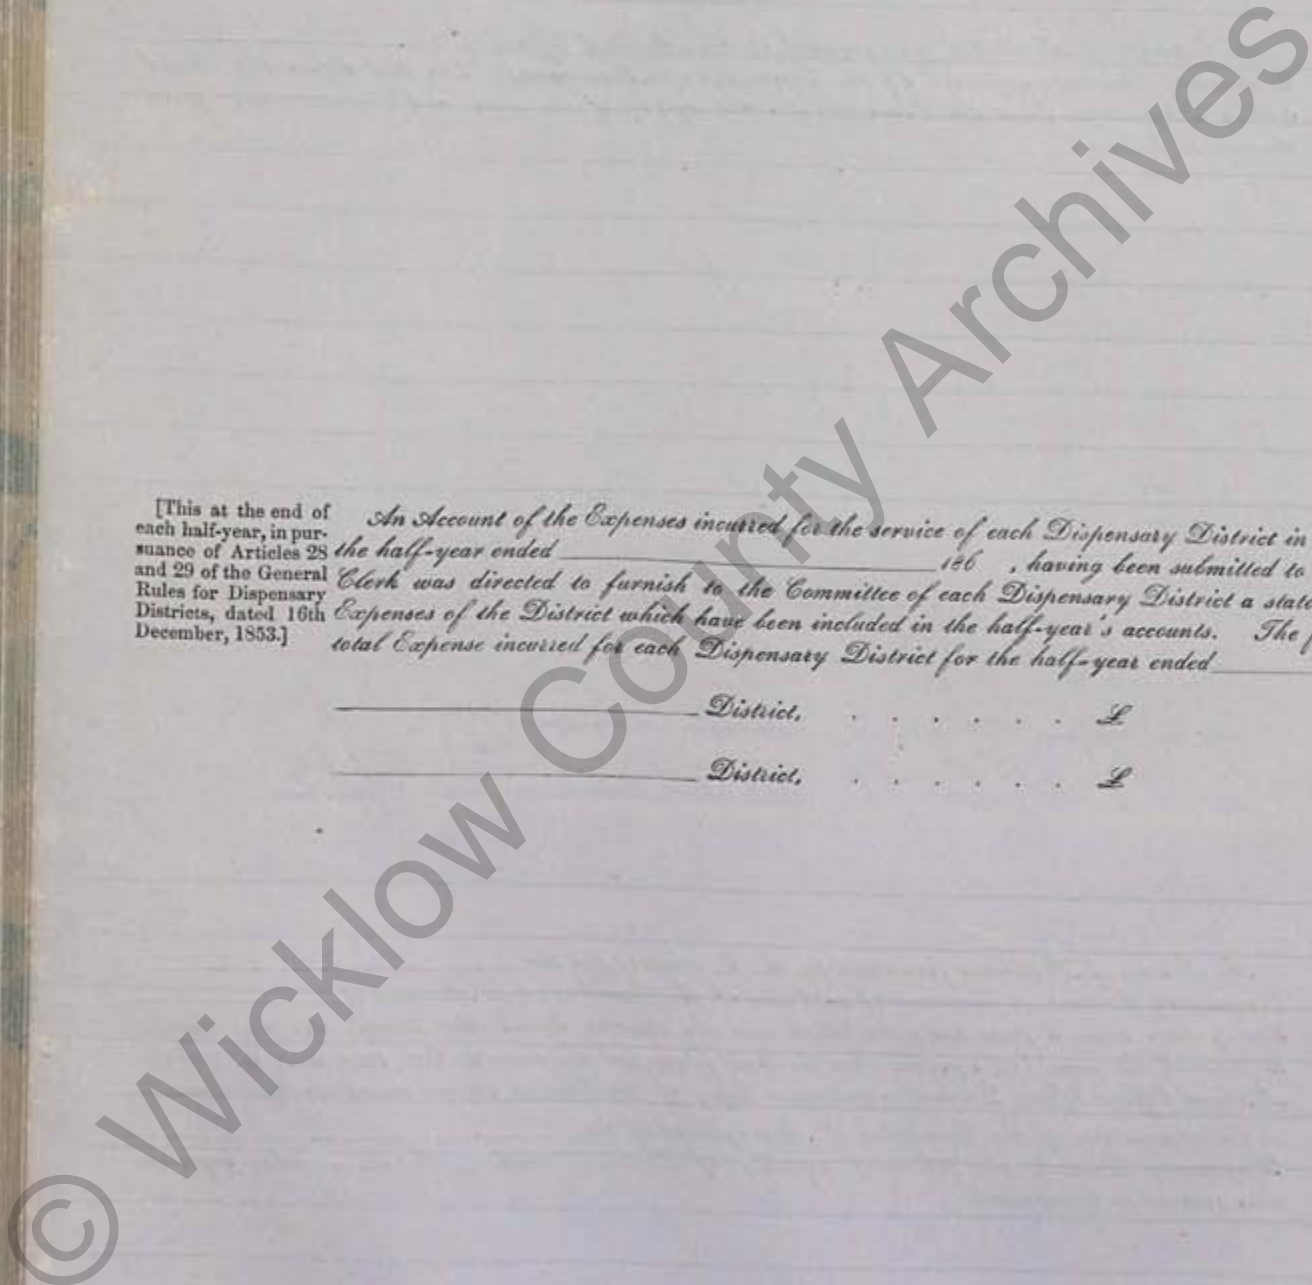 [This at the end of
each half-year, in pur-
suance of Articles 28
and 29 of the General
Rules for Dispensary
Districts, dated 16th
December, 1853.]
An Account of the Expenses incurred for the service of each Dispensary District in
the half-year ended 186 , having been submitted to
Clerk was directed to furnish to the Committee of each Dispensary District a state
Expenses of the District which have been included in the half-year's accounts. The f
total Expense incurred for each Dispensary District for the half-year ended
District, . . . . . . £
District, . . . . . . £
© Wicklow County Archives